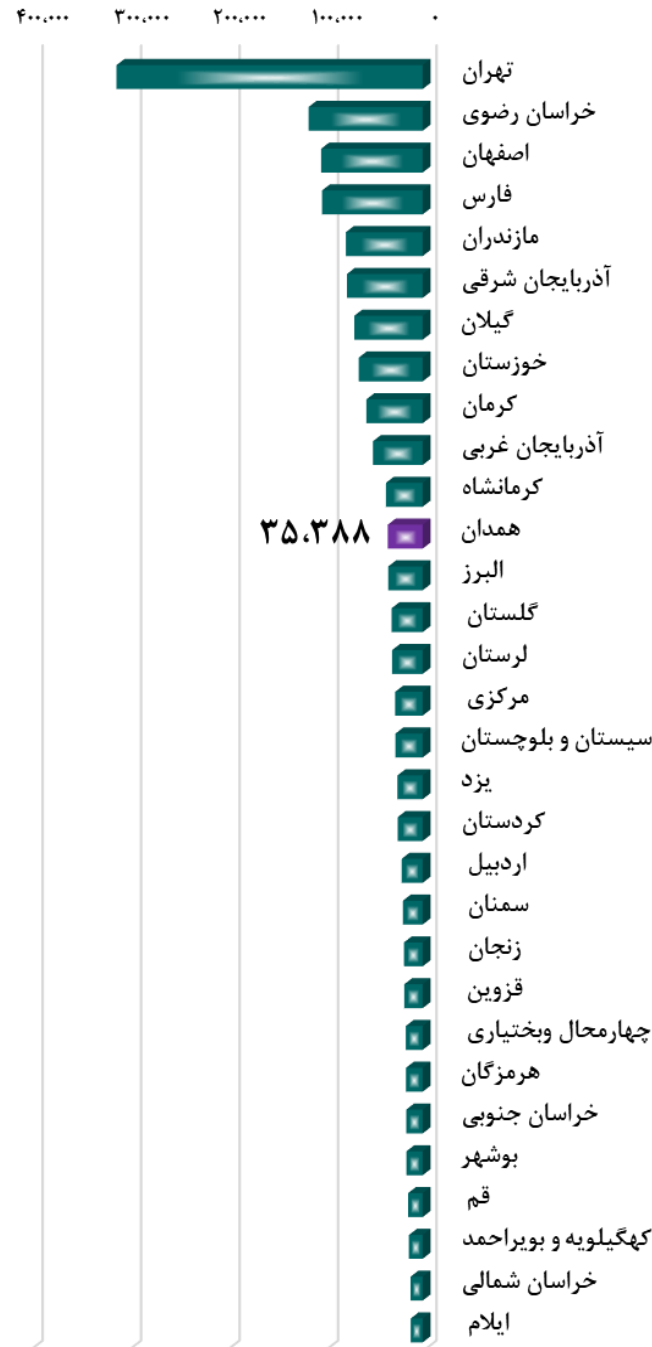 ۴۰۰،۰۰۰ ۳۰۰،۰۰۰ ۲۰۰،۰۰۰ ۱۰۰،۰۰۰ ۰
تهران
خراسان رضوی
اصفهان
فارس
مازندران
آذربایجان شرقی
گیلان
خوزستان
کرمان
آذربایجان غربی
کرمانشاه
همدان ۳۵،۳۸۸
البرز
گلستان
لرستان
مرکزی
سیستان و بلوچستان
یزد
کردستان
اردبیل
سمنان
زنجان
قزوین
چهارمحال وبختیاری
هرمزگان
خراسان جنوبی
بوشهر
قم
کهگیلویه و بویراحمد
خراسان شمالی
ایلام